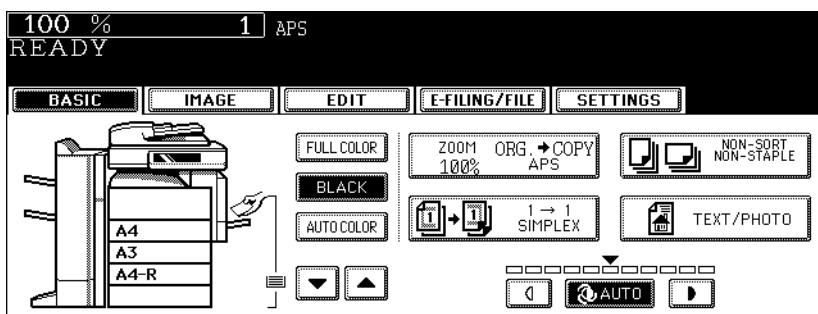 100 % 1 APS
READY
BASIC IMAGE EDIT E-FILING/FILE SETTINGS
FULL COLOR
BLACK
AUTO COLOR
ZOOM ORG.→COPY
100% APS
NON-SORT
NON-STAPLE
1 → 1
SIMPLEX
TEXT/PHOTO
A4
A3
A4-R
AUTO